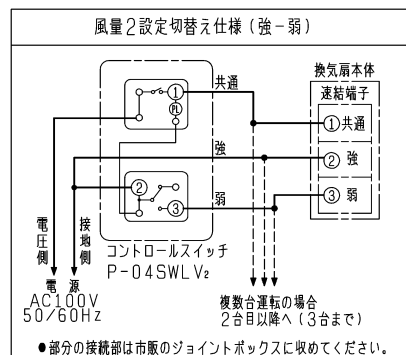 風量2設定切替え仕様（強－弱）
換気扇本体
速結端子
共通
①
PL
①共通
強
②
②強
弱
③
③弱
電圧側
接地側
コントロールスイッチ
P-04SWLV2
電源
AC100V
50/60Hz
複数台運転の場合
2台目以降へ（3台まで）
●部分の接続部は市販のジョイントボックスに収めてください。